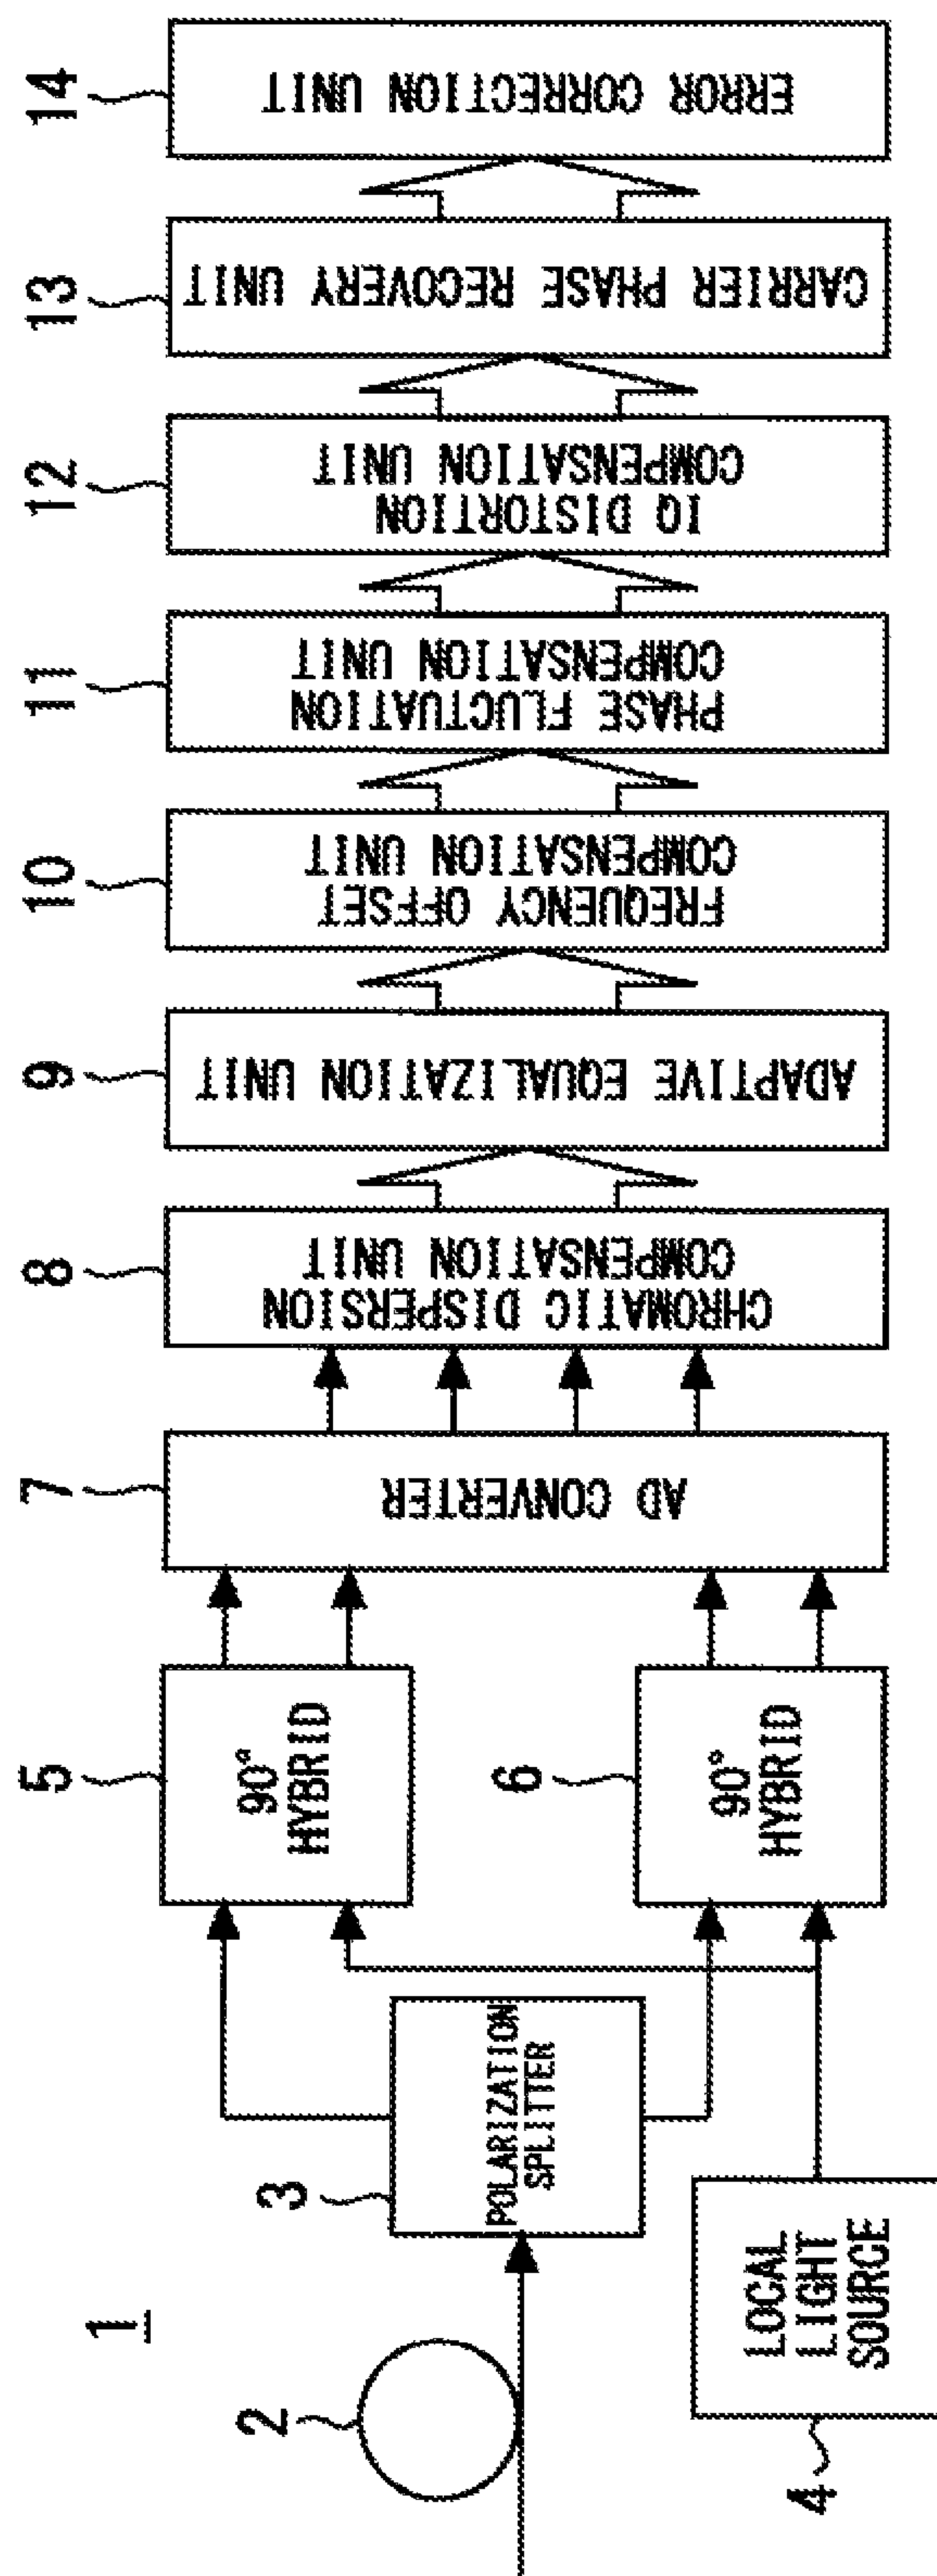 1
2
3
POLARIZATION
SPLITTER
4
LOCAL
LIGHT
SOURCE
5
90°
HYBRID
6
90°
HYBRID
7
AD CONVERTER
8
CHROMATIC DISPERSION
COMPENSATION UNIT
9
ADAPTIVE EQUALIZATION UNIT
10
FREQUENCY OFFSET
COMPENSATION UNIT
11
PHASE FLUCTUATION
COMPENSATION UNIT
12
IQ DISTORTION
COMPENSATION UNIT
13
CARRIER PHASE RECOVERY UNIT
14
ERROR CORRECTION UNIT